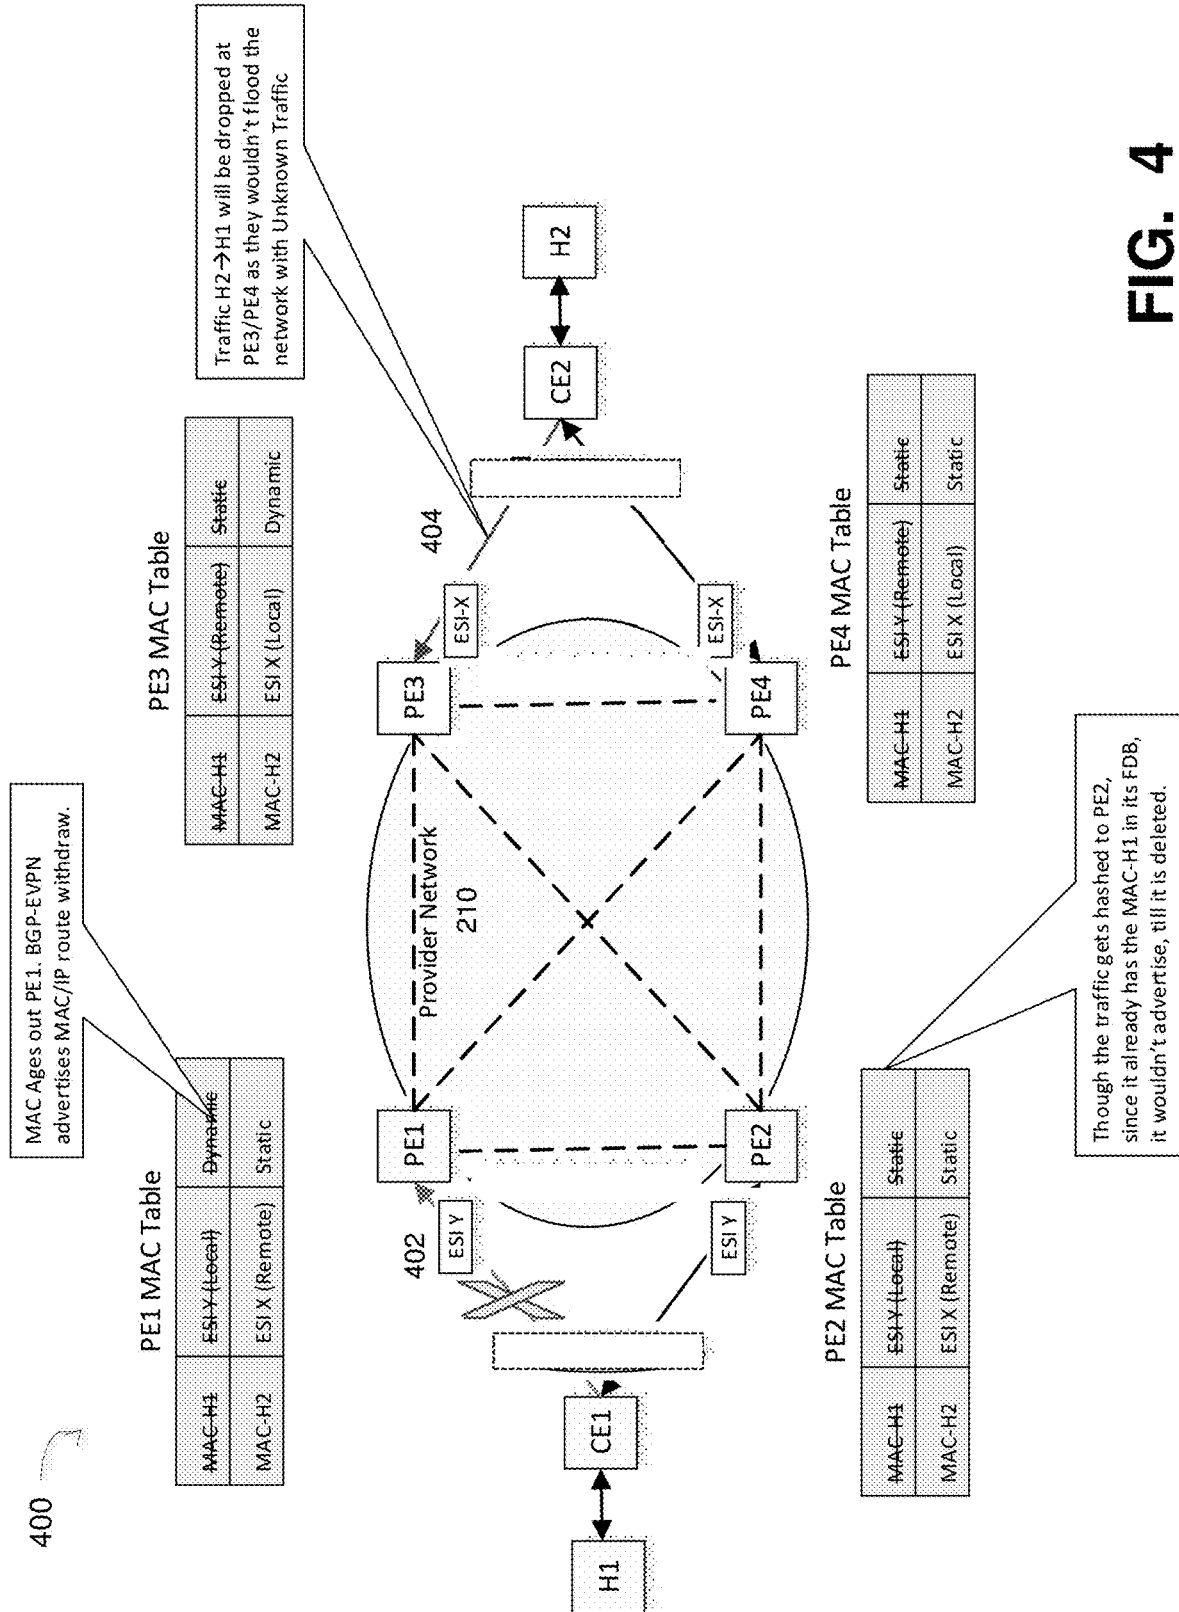 400
MAC Ages out PE1. BGP-EVPN
advertises MAC/IP route withdraw.
Traffic H2→H1 will be dropped at
PE3/PE4 as they wouldn't flood the
network with Unknown Traffic
PE1 MAC Table
MAC-H1 ESI Y (Local) Dynamic
MAC-H2 ESI X (Remote) Static
PE3 MAC Table
MAC-H1 ESI Y (Remote) Static
MAC-H2 ESI X (Local) Dynamic
402
404
PE1
PE3
ESI Y
ESI-X
Provider Network
210
H1
CE1
CE2
H2
ESI Y
ESI-X
PE2
PE4
PE2 MAC Table
MAC-H1 ESI Y (Local) Static
MAC-H2 ESI X (Remote) Static
PE4 MAC Table
MAC-H1 ESI Y (Remote) Static
MAC-H2 ESI X (Local) Static
Though the traffic gets hashed to PE2,
since it already has the MAC-H1 in its FDB,
it wouldn't advertise, till it is deleted.
FIG. 4